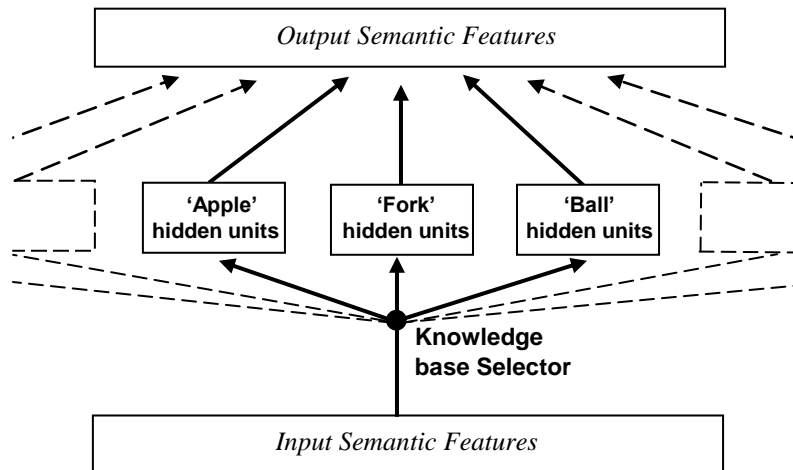 Output Semantic Features
‘Apple’
hidden units
‘Fork’
hidden units
‘Ball’
hidden units
Knowledge
base Selector
Input Semantic Features